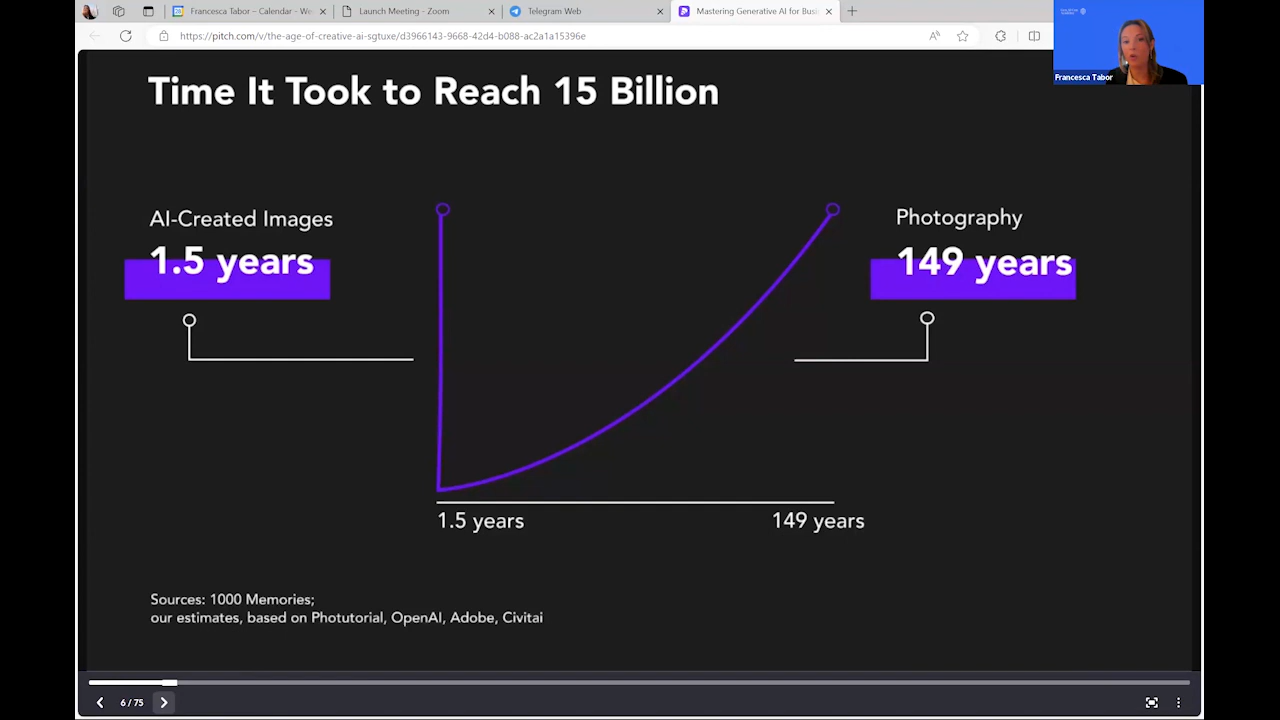 Francesca Tabor – Calendar - We
Launch Meeting - Zoom
Telegram Web
Mastering Generative AI for Busi
https://pitch.com/v/the-age-of-creative-ai-sgtuxe/d3966143-9668-42d4-b088-ac2a1a15396e
Francesca Tabor
Time It Took to Reach 15 Billion
AI-Created Images
1.5 years
Photography
149 years
1.5 years
149 years
Sources: 1000 Memories;
our estimates, based on Photutorial, OpenAI, Adobe, Civitai
6 / 75